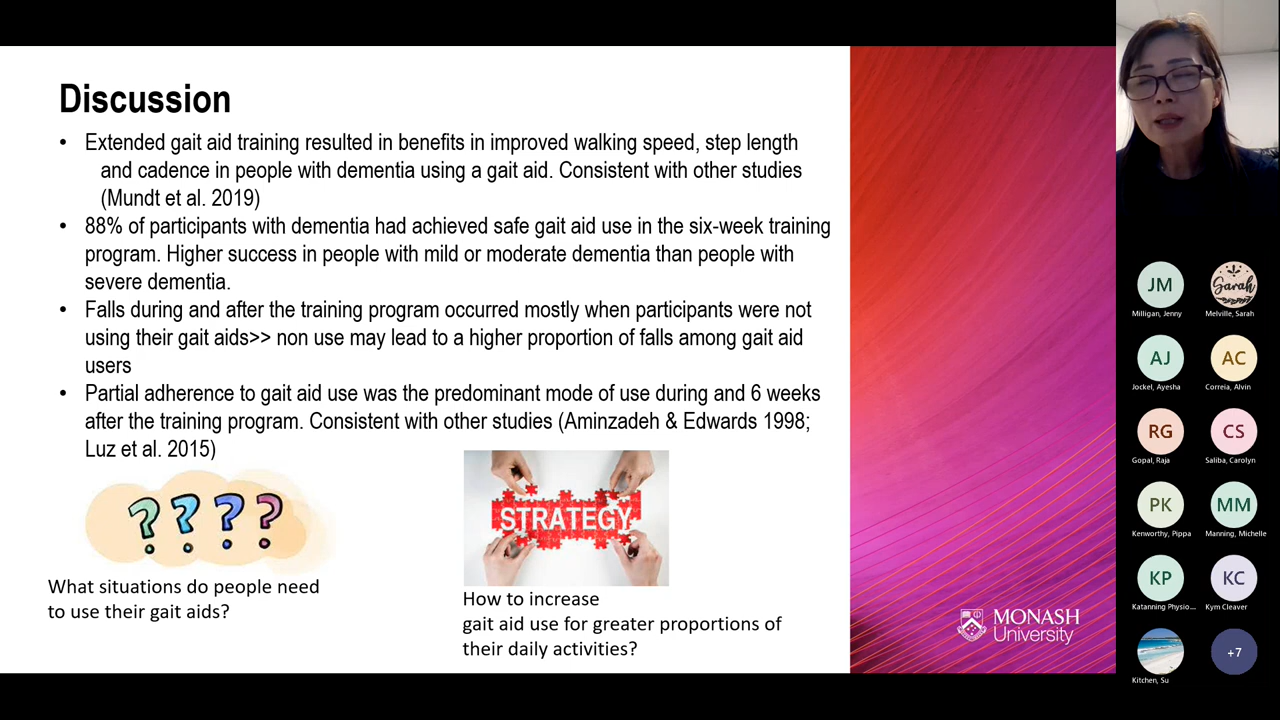 Discussion
• Extended gait aid training resulted in benefits in improved walking speed, step length
and cadence in people with dementia using a gait aid. Consistent with other studies
(Mundt et al. 2019)
• 88% of participants with dementia had achieved safe gait aid use in the six-week training
program. Higher success in people with mild or moderate dementia than people with
severe dementia.
• Falls during and after the training program occurred mostly when participants were not
using their gait aids>> non use may lead to a higher proportion of falls among gait aid
users
• Partial adherence to gait aid use was the predominant mode of use during and 6 weeks
after the training program. Consistent with other studies (Aminzadeh & Edwards 1998;
Luz et al. 2015)
? ? ? ?
What situations do people need
to use their gait aids?
STRATEGY
How to increase
gait aid use for greater proportions of
their daily activities?
MONASH
University
JM
Milligan, Jenny
Sarah
Melville, Sarah
AJ
Jockel, Ayesha
AC
Correia, Alvin
RG
Gopal, Raja
CS
Saliba, Carolyn
PK
Kenworthy, Pippa
MM
Manning, Michelle
KP
Katanning Physio...
KC
Kym Cleaver
Kitchen, Su
+7